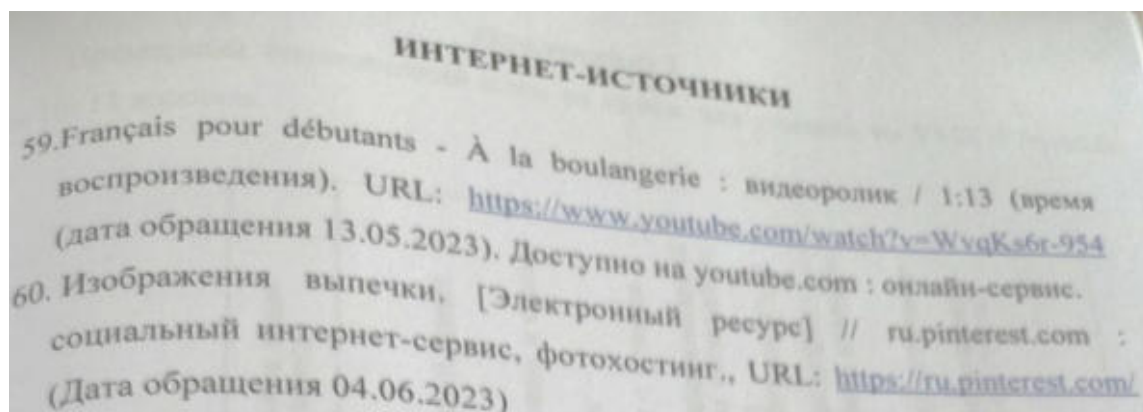 ИНТЕРНЕТ-ИСТОЧНИКИ
59.Français pour débutants - À la boulangerie : видеоролик / 1:13 (время
воспроизведения). URL: https://www.youtube.com/watch?v=WvqKs6r-954
(дата обращения 13.05.2023). Доступно на youtube.com : онлайн-сервис.
60. Изображения выпечки. [Электронный ресурс] // ru.pinterest.com :
социальный интернет-сервис, фотохостинг., URL: https://ru.pinterest.com/
(Дата обращения 04.06.2023)